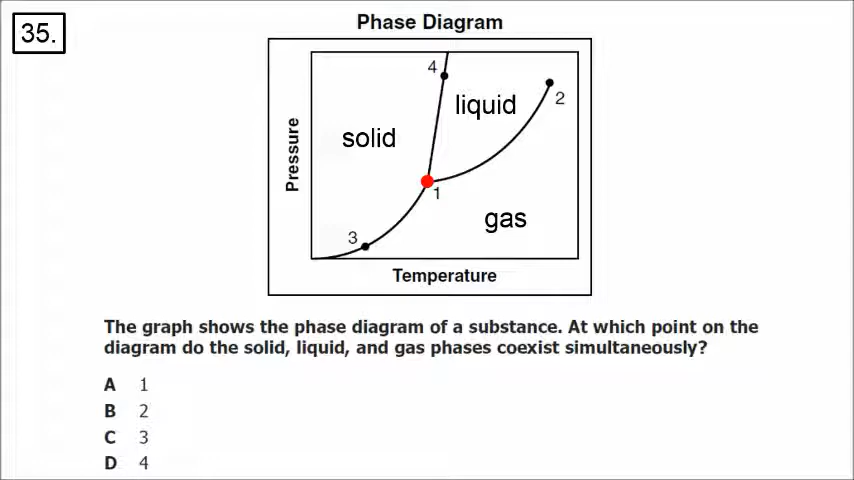 35.
Phase Diagram
4
liquid
2
solid
Pressure
1
gas
3
Temperature
The graph shows the phase diagram of a substance. At which point on the
diagram do the solid, liquid, and gas phases coexist simultaneously?
A 1
B 2
C 3
D 4